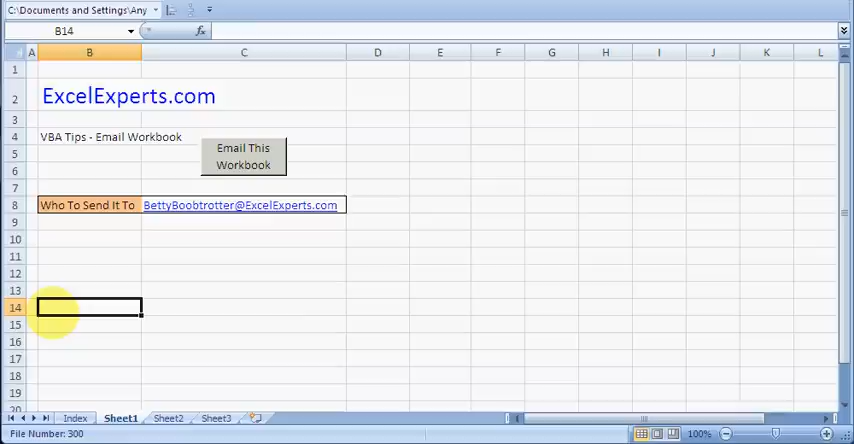 C:\Documents and Settings\Any
B14
fx
A B C D E F G H I J K L
1
2 ExcelExperts.com
3
4 VBA Tips - Email Workbook
5 Email This
6 Workbook
7
8 Who To Send It To BettyBoobtrotter@ExcelExperts.com
9
10
11
12
13
14
15
16
17
18
19
20
Index Sheet1 Sheet2 Sheet3
File Number: 300 100%